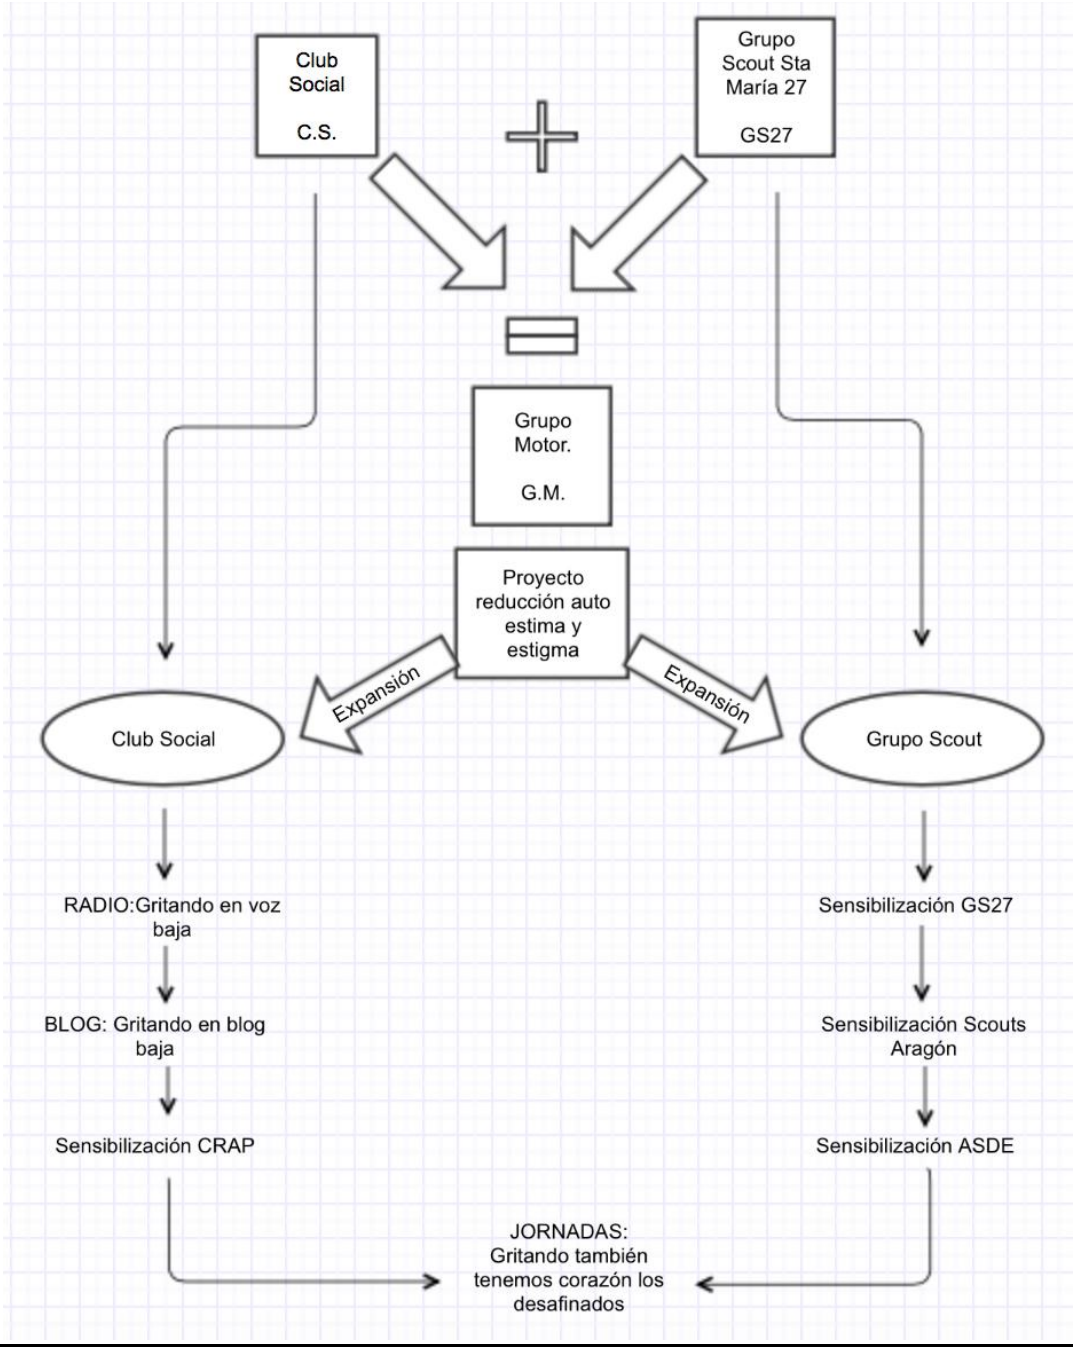 Club
Social
C.S.
Grupo
Scout Sta
María 27
GS27
Grupo
Motor.
G.M.
Proyecto
reducción auto
estima y
estigma
Expansión
Expansión
Club Social
Grupo Scout
RADIO:Gritando en voz
baja
Sensibilización GS27
BLOG: Gritando en blog
baja
Sensibilización Scouts
Aragón
Sensibilización CRAP
Sensibilización ASDE
JORNADAS:
Gritando también
tenemos corazón los
desafinados